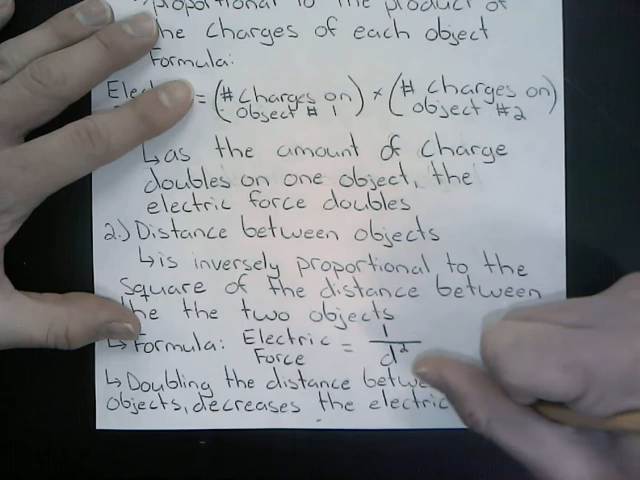 proportional to the product of
the charges of each object
Formula:
= (# charges on object # 1) × (# charges on object #2)
↳as the amount of charge
doubles on one object, the
electric force doubles
2.) Distance between objects
↳is inversely proportional to the
square of the distance between
the the two objects
↳ Formula: Electric Force = 1/d²
↳ Doubling the distance
objects, decreases the electric